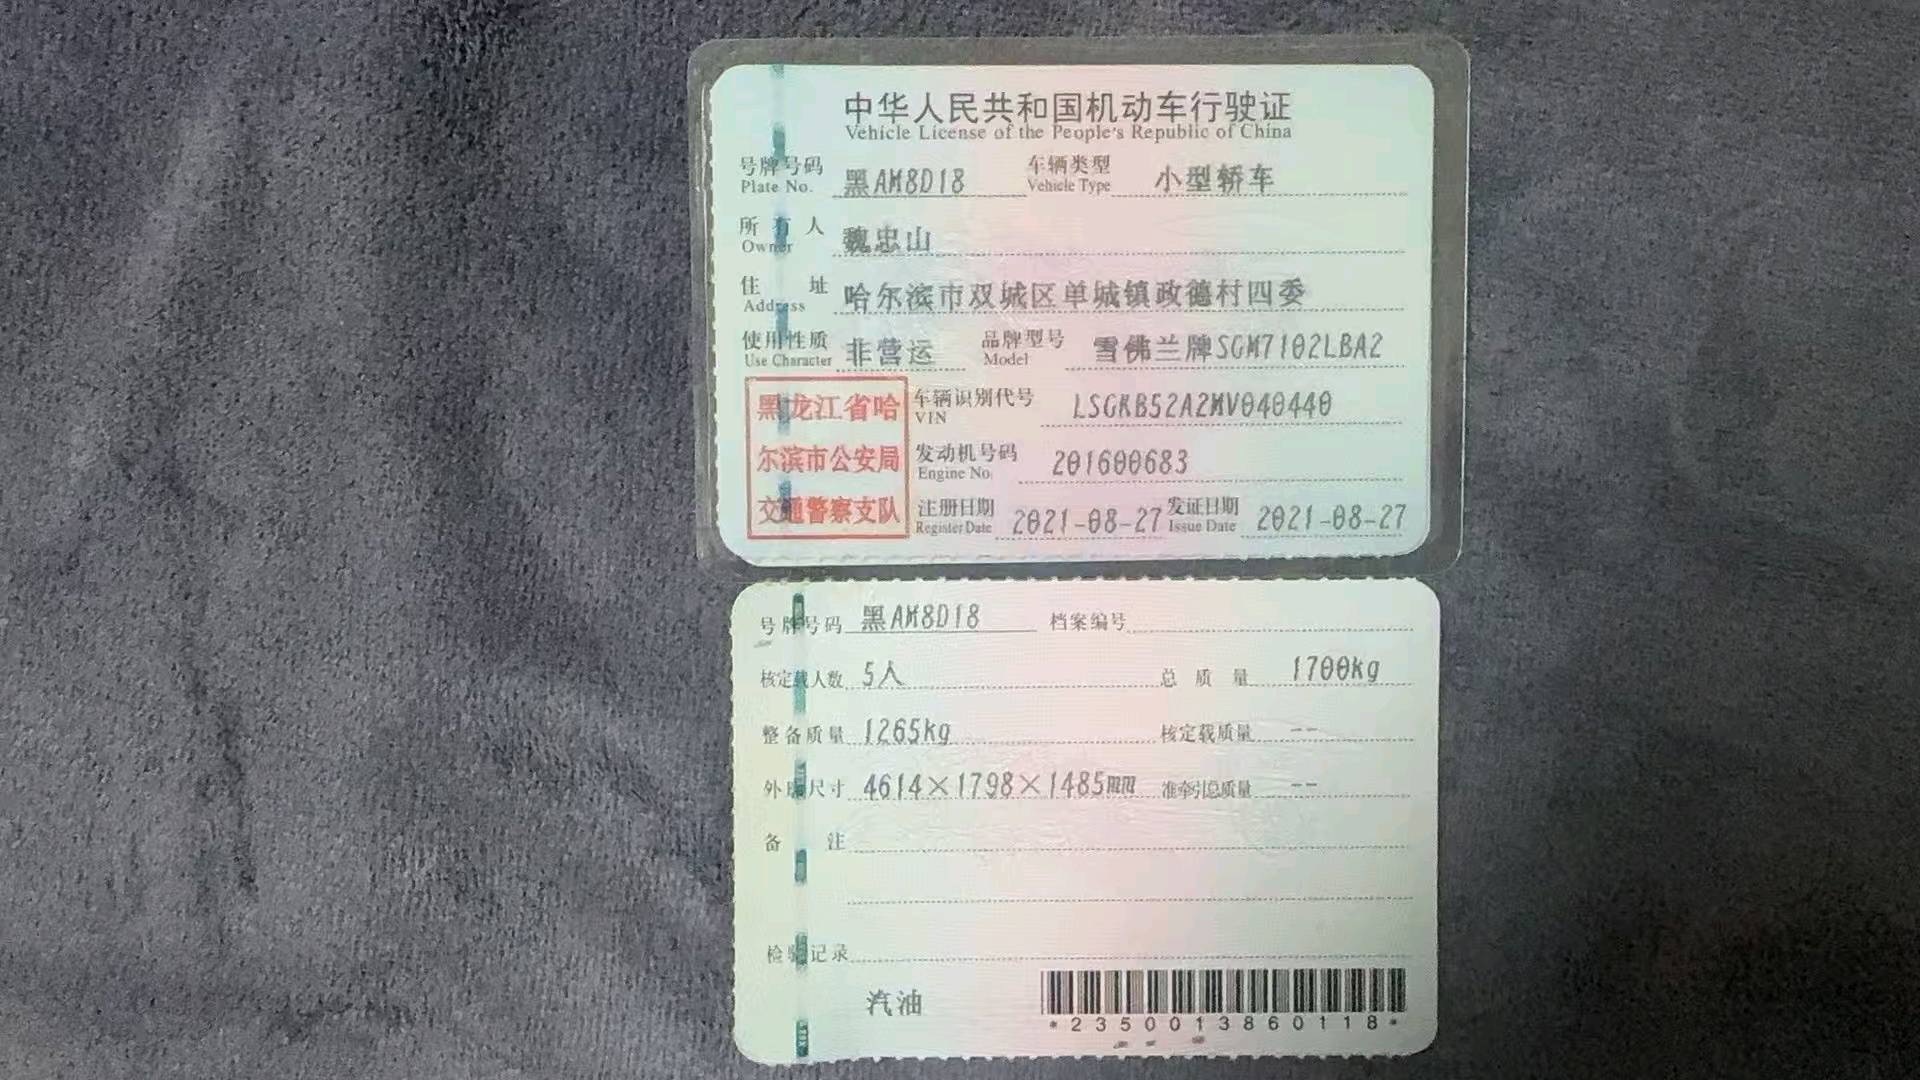 中华人民共和国机动车行驶证
Vehicle License of the People's Republic of China
号牌号码 黑AM8D18 车辆类型 小型轿车
Plate No. Vehicle Type
所有人 魏忠山
Owner
住址 哈尔滨市双城区单城镇政德村四委
Address
使用性质 非营运 品牌型号 雪佛兰牌SGM7102LBA2
Use Character Model
黑龙江省哈
尔滨市公安局
交通警察支队
车辆识别代号 LSGKB52A2MV040440
VIN
发动机号码 201600683
Engine No.
注册日期 2021-08-27 发证日期 2021-08-27
Register Date Issue Date
号牌号码 黑AM8D18 档案编号
核定载人数 5人 总质量 1700kg
整备质量 1265kg 核定载质量 --
外廓尺寸 4614×1798×1485mm 准牵引总质量 --
备注
检验记录
汽油
*2350013860118*